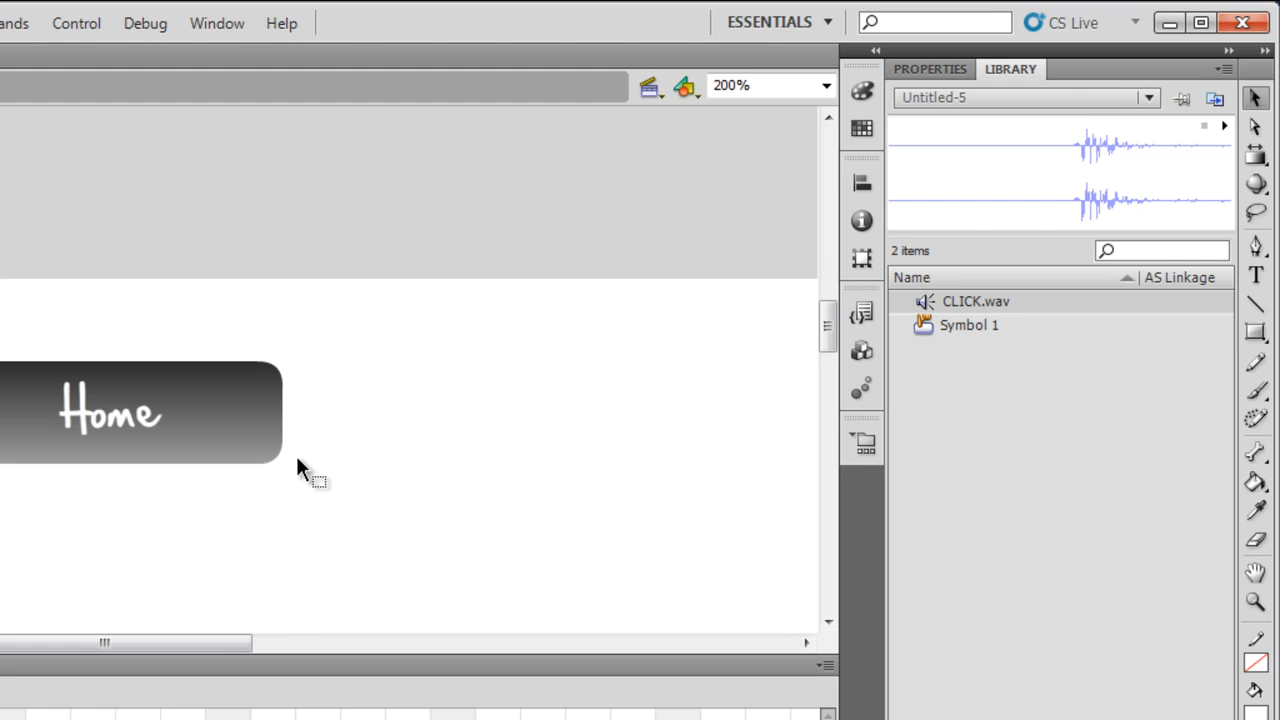 ands Control Debug Window Help
ESSENTIALS
CS Live
PROPERTIES LIBRARY
200%
Untitled-5
2 items
Name AS Linkage
CLICK.wav
Symbol 1
Home